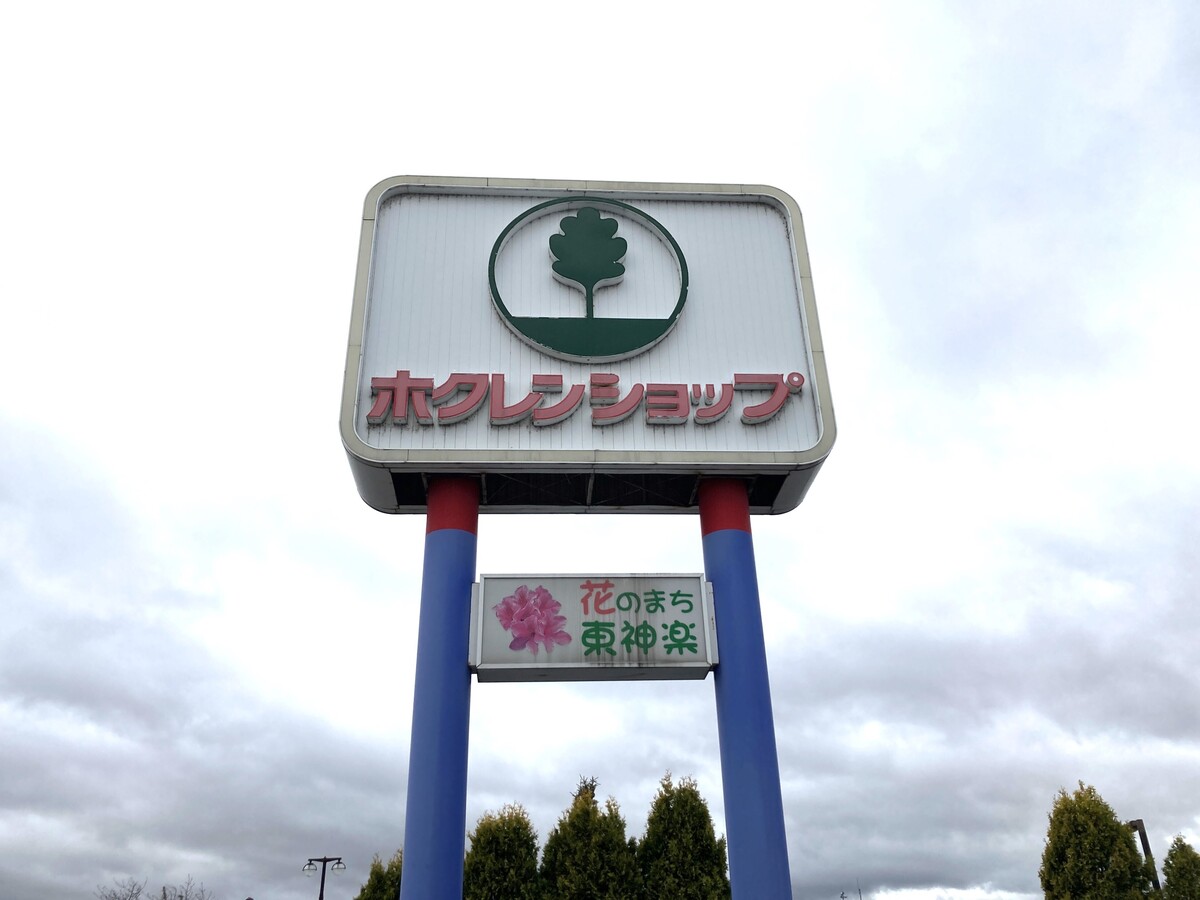 ホクレンショップ
花のまち
東神楽